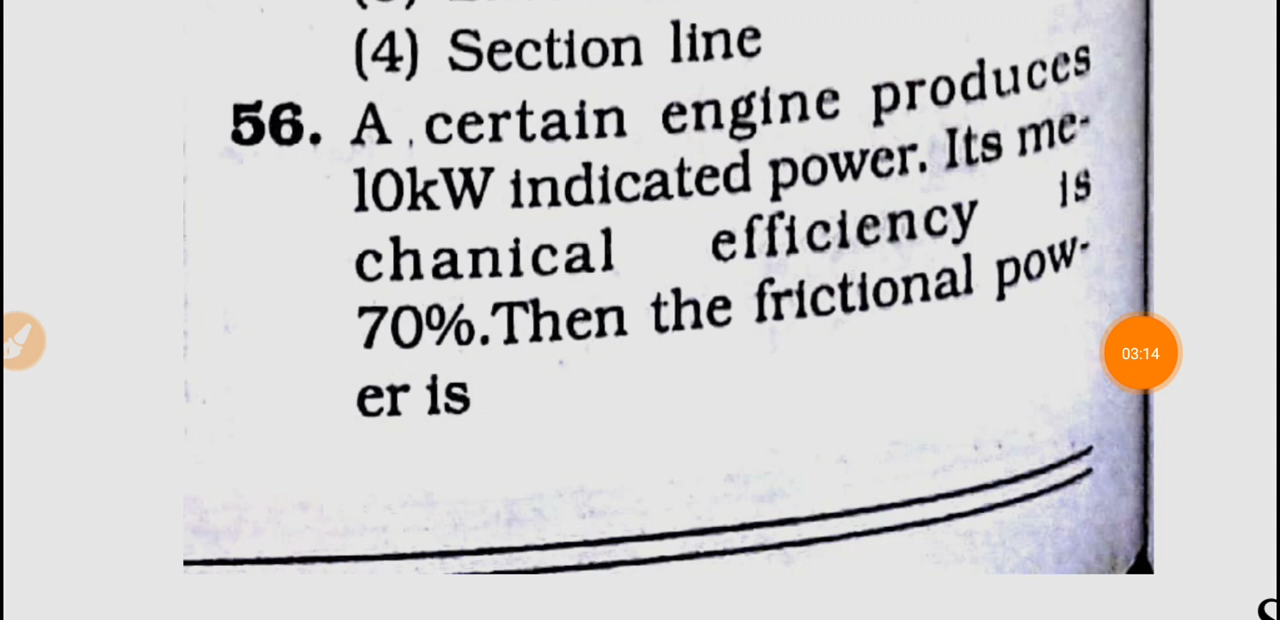 (4) Section line
56. A certain engine produces
10kW indicated power. Its me-
chanical efficiency is
70%.Then the frictional pow-
er is
03:14